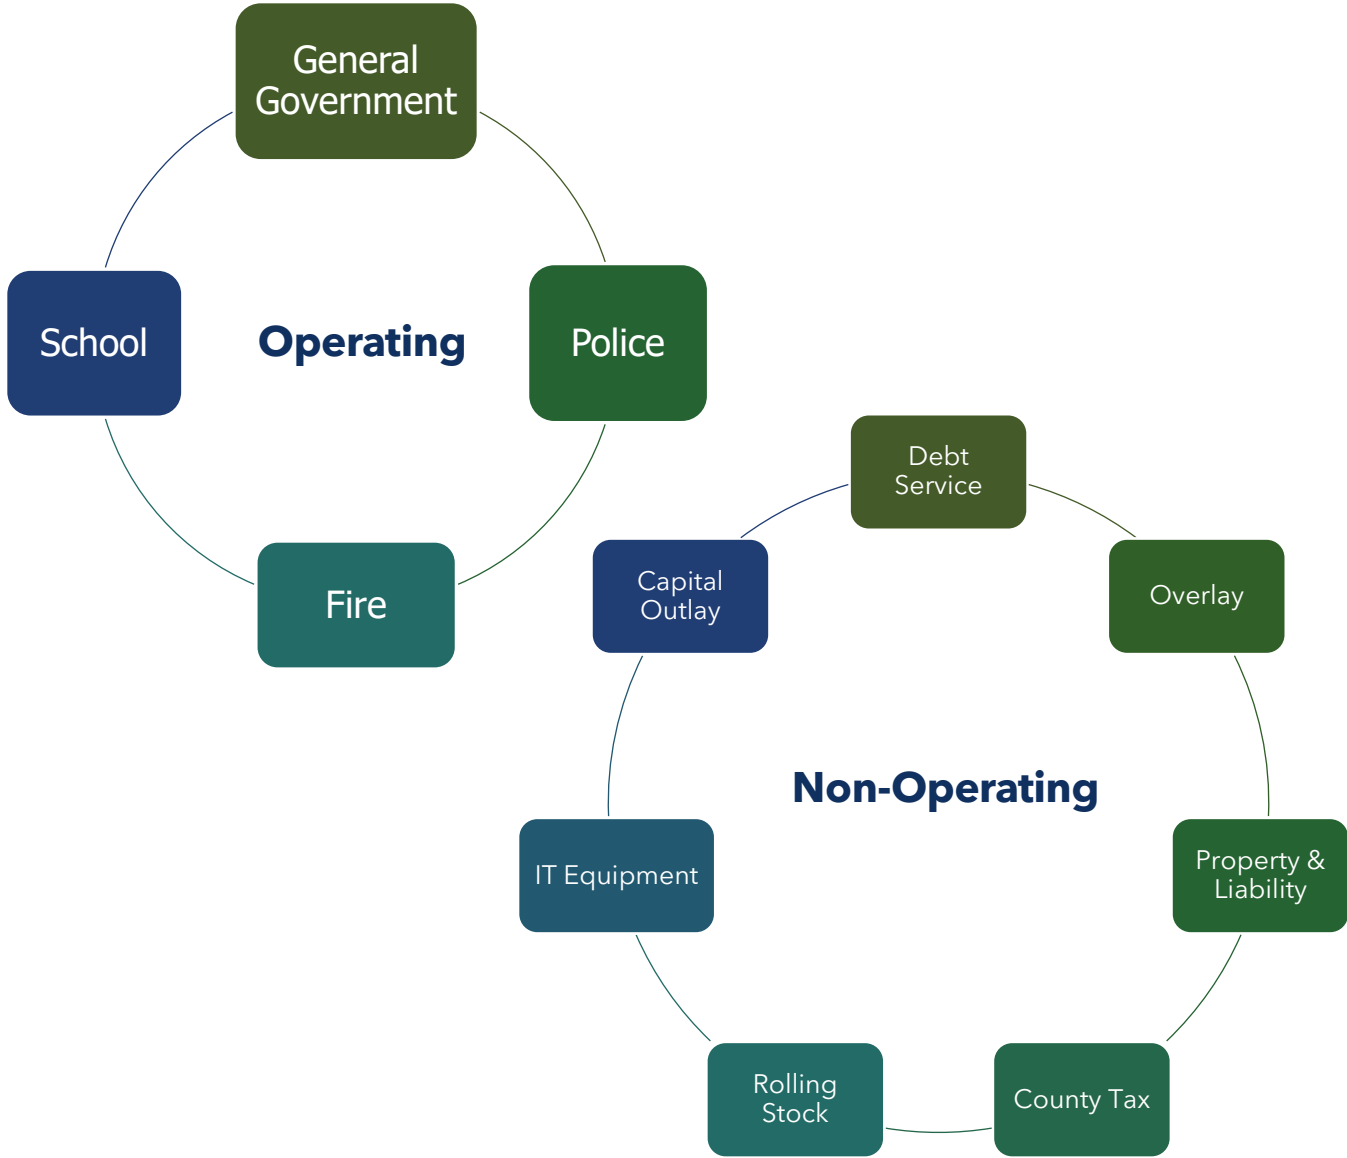 General
Government
School
Operating
Police
Fire
Debt
Service
Capital
Outlay
Overlay
Non-Operating
IT Equipment
Property &
Liability
Rolling
Stock
County Tax